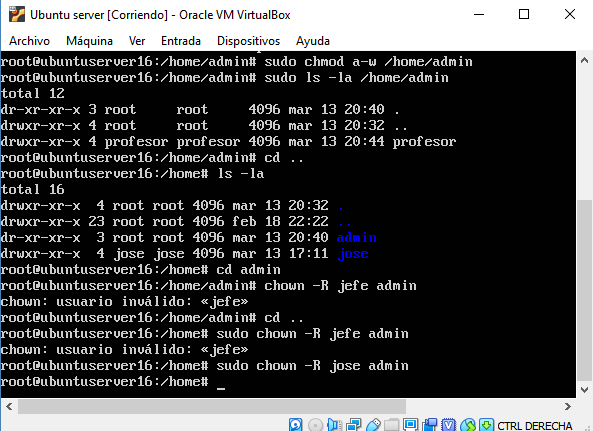 Ubuntu server [Corriendo] - Oracle VM VirtualBox
Archivo Máquina Ver Entrada Dispositivos Ayuda
root@ubuntuserver16:/home/admin# sudo chmod a-w /home/admin
root@ubuntuserver16:/home/admin# sudo ls -la /home/admin
total 12
dr-xr-xr-x 3 root root 4096 mar 13 20:40 .
drwxr-xr-x 4 root root 4096 mar 13 20:32 ..
drwxr-xr-x 4 profesor profesor 4096 mar 13 20:44 profesor
root@ubuntuserver16:/home/admin# cd ..
root@ubuntuserver16:/home# ls -la
total 16
drwxr-xr-x 4 root root 4096 mar 13 20:32 .
drwxr-xr-x 23 root root 4096 feb 18 22:22 ..
dr-xr-xr-x 3 root root 4096 mar 13 20:40 admin
drwxr-xr-x 4 jose jose 4096 mar 13 17:11 jose
root@ubuntuserver16:/home# cd admin
root@ubuntuserver16:/home/admin# chown -R jefe admin
chown: usuario inválido: «jefe»
root@ubuntuserver16:/home/admin# cd ..
root@ubuntuserver16:/home# sudo chown -R jefe admin
chown: usuario inválido: «jefe»
root@ubuntuserver16:/home# sudo chown -R jose admin
root@ubuntuserver16:/home# _
CTRL DERECHA